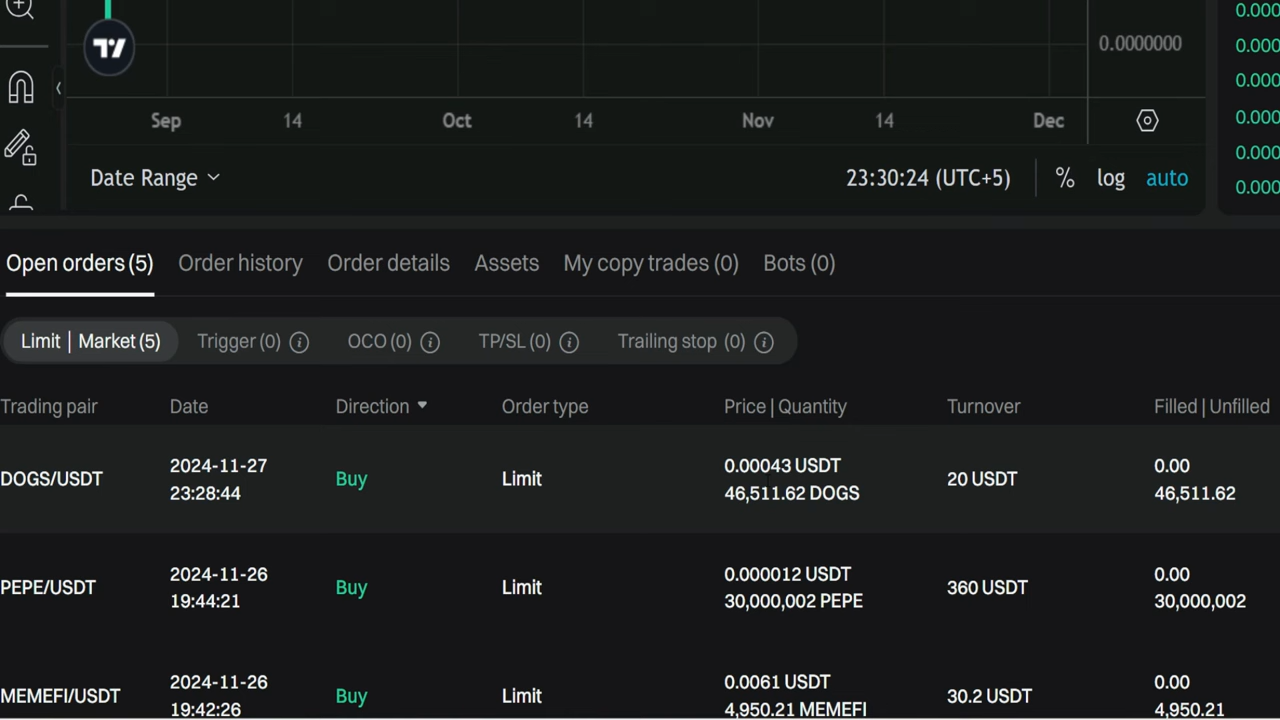 0.000
0.0000000
0.000
0.000
0.000
Sep 14 Oct 14 Nov 14 Dec
0.000
Date Range 23:30:24 (UTC+5) % log auto
0.000
Open orders (5) Order history Order details Assets My copy trades (0) Bots (0)
Limit | Market (5) Trigger (0) OCO (0) TP/SL (0) Trailing stop (0)
Trading pair Date Direction Order type Price | Quantity Turnover Filled | Unfilled
DOGS/USDT 2024-11-27 23:28:44 Buy Limit 0.00043 USDT 46,511.62 DOGS 20 USDT 0.00 46,511.62
PEPE/USDT 2024-11-26 19:44:21 Buy Limit 0.000012 USDT 30,000,002 PEPE 360 USDT 0.00 30,000,002
MEMEFI/USDT 2024-11-26 19:42:26 Buy Limit 0.0061 USDT 4,950.21 MEMEFI 30.2 USDT 0.00 4,950.21